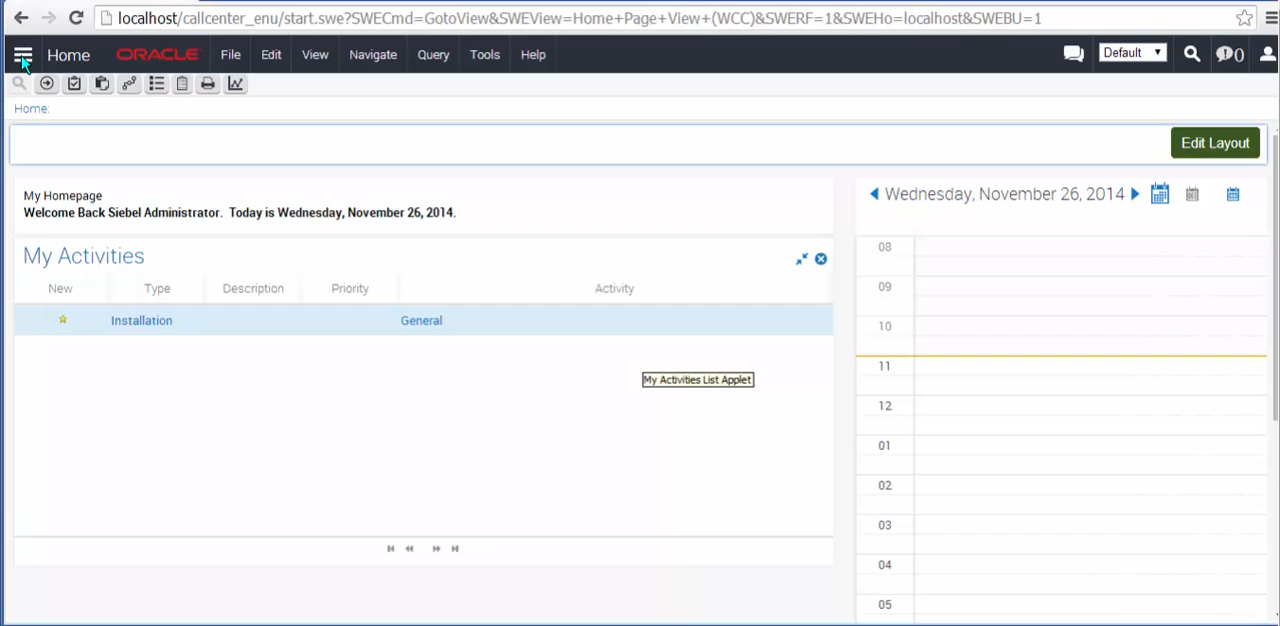 localhost/callcenter_enu/start.swe?SWECmd=GotoView&SWEView=Home+Page+View+(WCC)&SWERF=1&SWEHo=localhost&SWEBU=1
Home ORACLE File Edit View Navigate Query Tools Help Default 0
Home:
Edit Layout
My Homepage
Welcome Back Siebel Administrator. Today is Wednesday, November 26, 2014.
My Activities
New Type Description Priority Activity
Installation General
My Activities List Applet
Wednesday, November 26, 2014
08
09
10
11
12
01
02
03
04
05